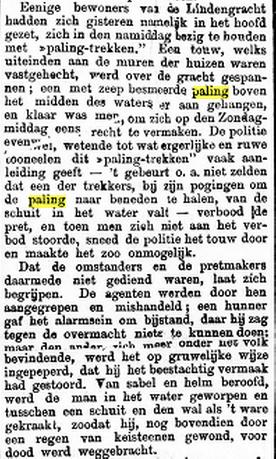 Eenige bewoners van de Lindengracht
hadden zich gisteren namelijk in het hoofd
gezet, zich in den namiddag bezig te houden
met »paling-trekken.” Een touw, welks
uiteinden aan de muren der huizen waren
vastgehecht, werd over de gracht gespan-
nen; een met zeep besmeerde paling boven
het midden des waters er aan gehangen,
en klaar was men, om zich op den Zondag-
middag eens recht te vermaken. De politie
evenwel, wetende tot wat ergerlijke en ruwe
tooneelen dit »paling-trekken” vaak aan-
leiding geeft — 't gebeurt o. a. niet zelden
dat een der trekkers, bij zijn pogingen om
de paling naar beneden te halen, van de
schuit in het water valt — verbood de
pret, en toen men zich niet aan het ver-
bod stoorde, sneed de politie het touw door
en maakte het zoo onmogelijk.
Dat de omstanders en de pretmakers
daarmede niet gediend waren, laat zich
begrijpen. De agenten werden door hen
aangegrepen en mishandeld; een hunner
gaf het alarmsein om bijstand, daar hij zag
tegen de overmacht niets te kunnen doen;
maar dan ander, zich meer onder het volk
bevindende, werd het op gruwelijke wijze
ingepeperd, dat hij het beestachtig vermaak
had gestoord. Van sabel en helm beroofd,
werd de man in het water geworpen en
tusschen een schuit en den wal als 't ware
gekraakt, zoodat hij, nog bovendien door
een regen van keisteenen gewond, voor
dood werd weggebracht.